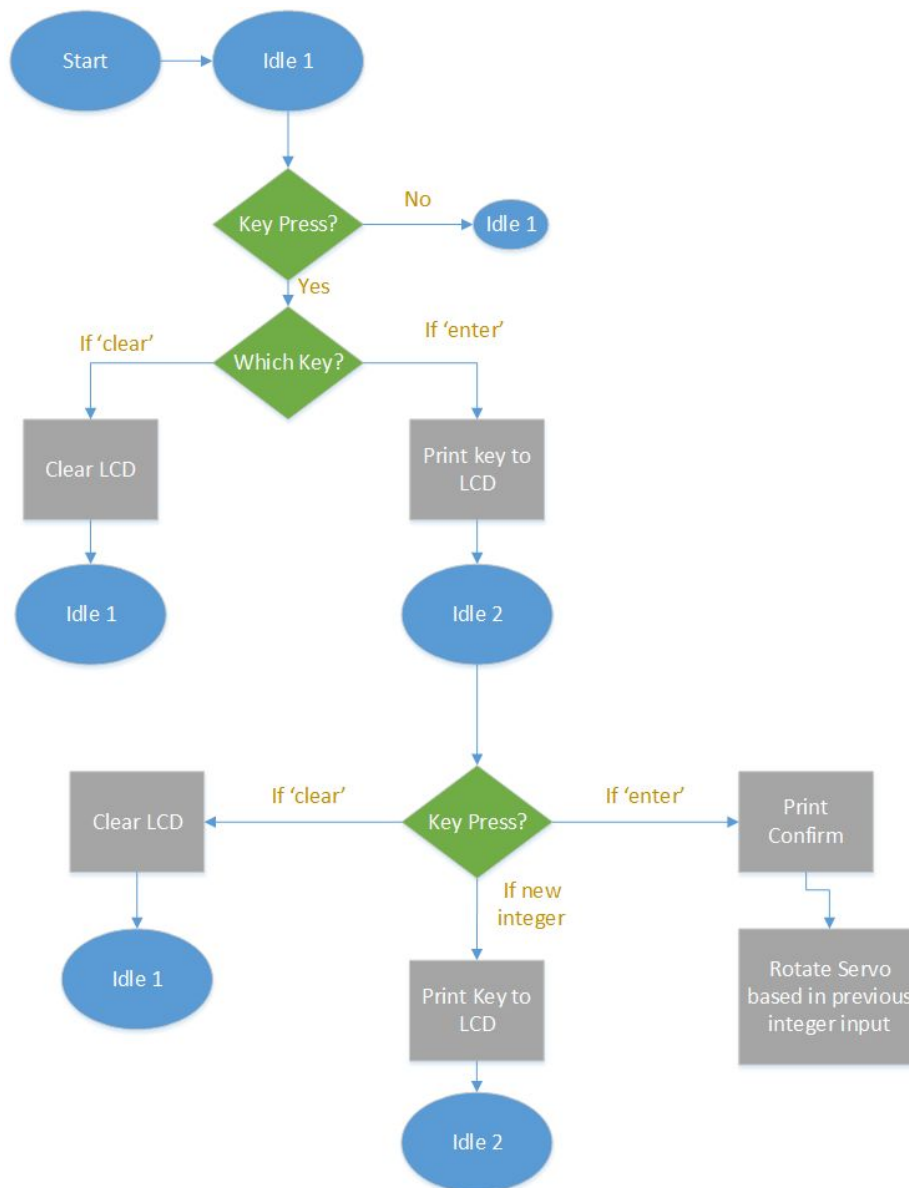 Start
Idle 1
Key Press?
No
Idle 1
Yes
If ‘clear’
Which Key?
If ‘enter’
Clear LCD
Print key to
LCD
Idle 1
Idle 2
Clear LCD
If ‘clear’
Key Press?
If ‘enter’
Print
Confirm
If new
integer
Idle 1
Print Key to
LCD
Rotate Servo
based in previous
integer input
Idle 2